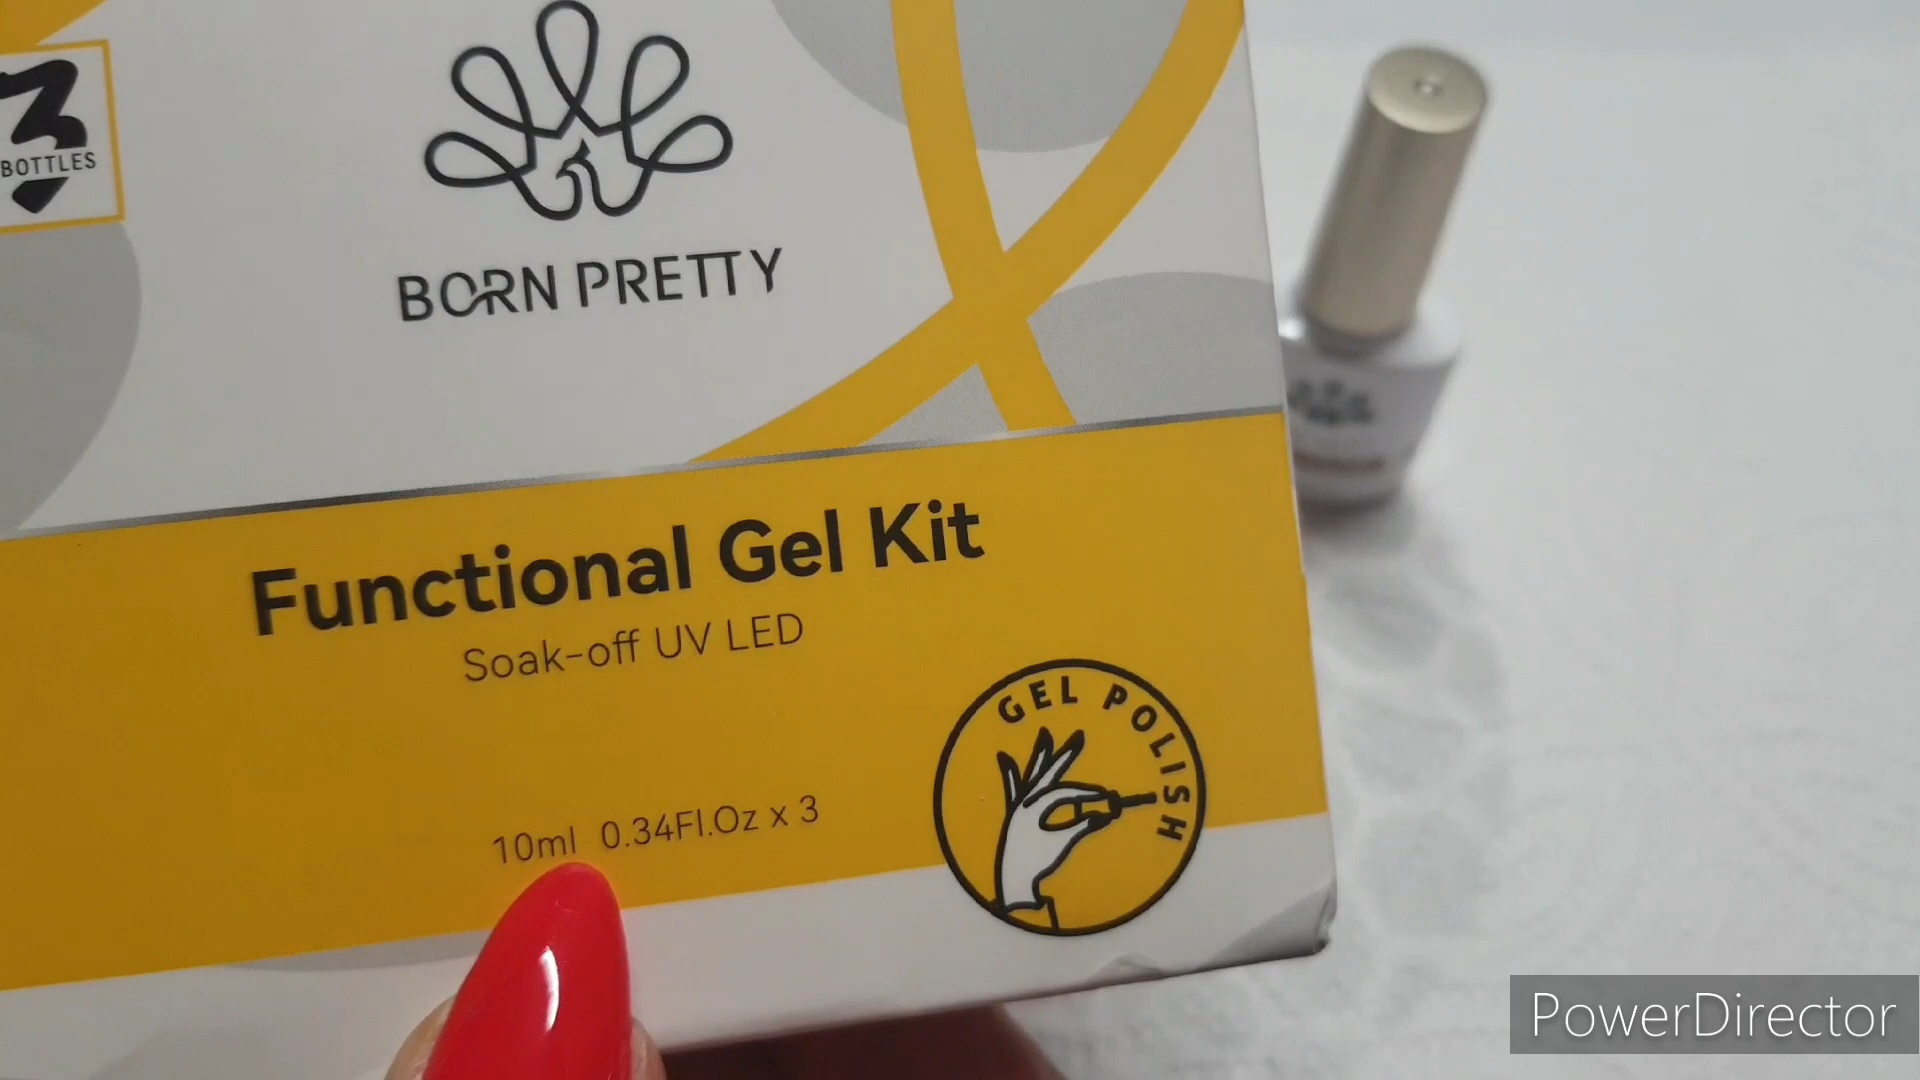 3
BOTTLES
BORN PRETTY
Functional Gel Kit
Soak-off UV LED
10ml 0.34Fl.Oz x 3
GEL POLISH
PowerDirector